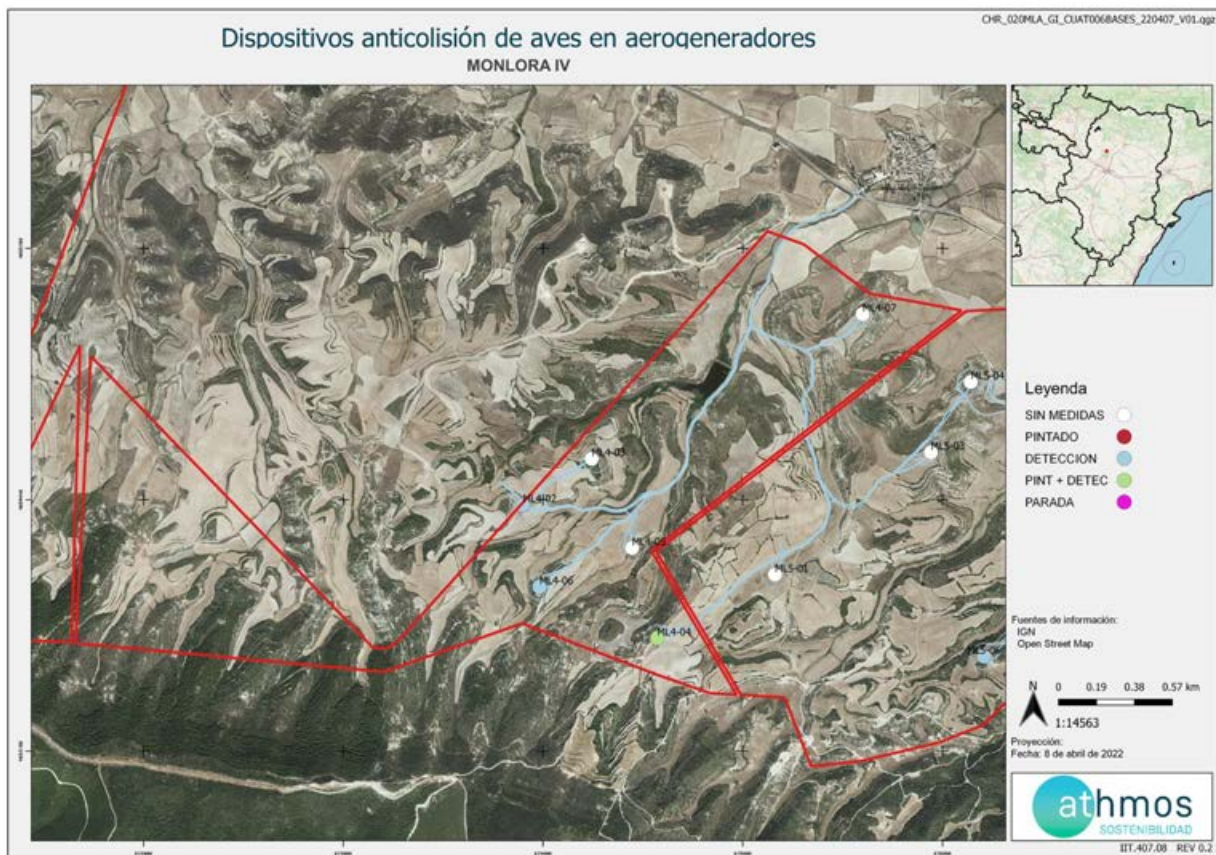 CHR_020MLA_GI_CUAT006BASES_220407_V01.qgz
Dispositivos anticolisión de aves en aerogeneradores
MONLORA IV
ML4-07
ML5-04
ML5-03
ML4-03
ML4-02
ML4-05
ML4-06
ML5-01
ML4-04
Leyenda
SIN MEDIDAS
PINTADO
DETECCION
PINT + DETEC
PARADA
Fuentes de información:
IGN
Open Street Map
N
0 0.19 0.38 0.57 km
1:14563
Proyección:
Fecha: 8 de abril de 2022
athmos
SOSTENIBILIDAD
IIT.407.08 REV 0.2